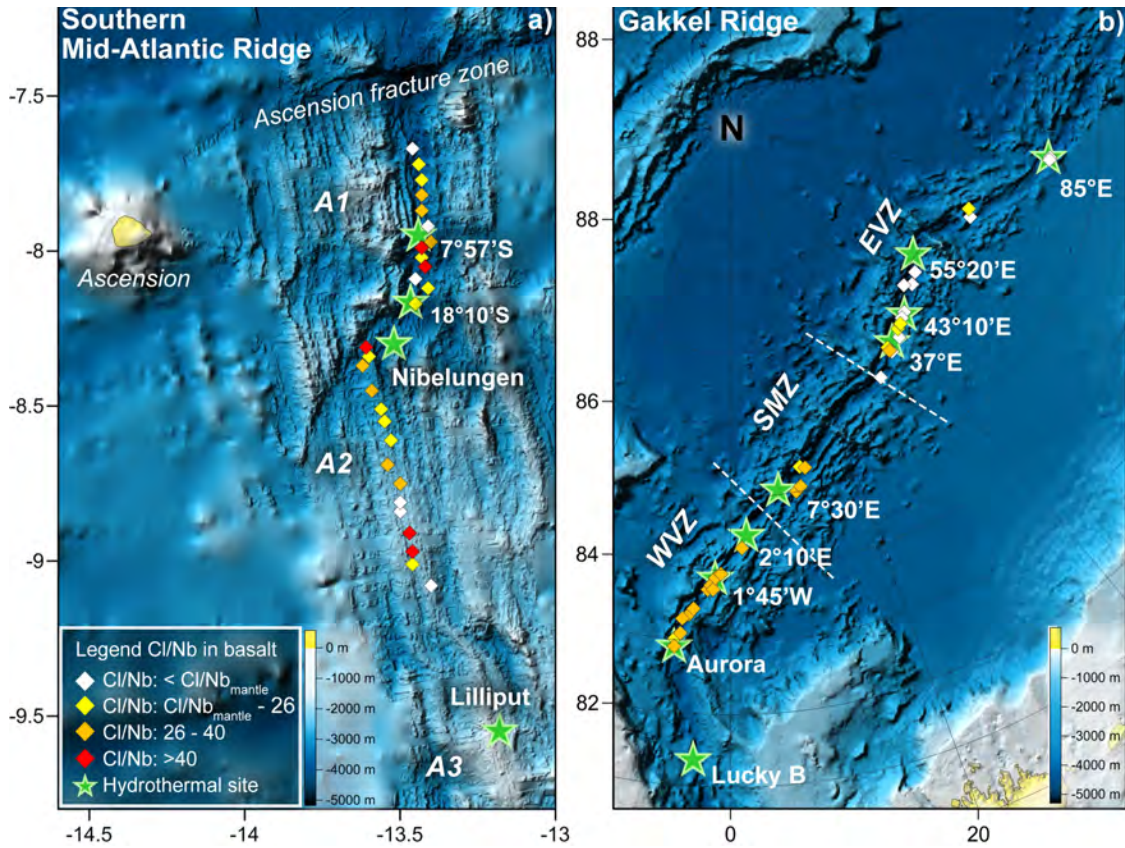 Southern
Mid-Atlantic Ridge
a)
-7.5
-8
-8.5
-9
-9.5
-14.5
-14
-13.5
-13
Ascension fracture zone
A1
7°57'S
Ascension
18°10'S
Nibelungen
A2
Lilliput
A3
Legend Cl/Nb in basalt
Cl/Nb: < Cl/Nbmantle
Cl/Nb: Cl/Nbmantle - 26
Cl/Nb: 26 - 40
Cl/Nb: >40
Hydrothermal site
0 m
-1000 m
-2000 m
-3000 m
-4000 m
-5000 m
Gakkel Ridge
b)
88
88
86
84
82
0
20
N
85°E
EVZ
55°20'E
43°10'E
37°E
SMZ
7°30'E
WVZ
2°10'E
1°45'W
Aurora
Lucky B
0 m
-1000 m
-2000 m
-3000 m
-4000 m
-5000 m